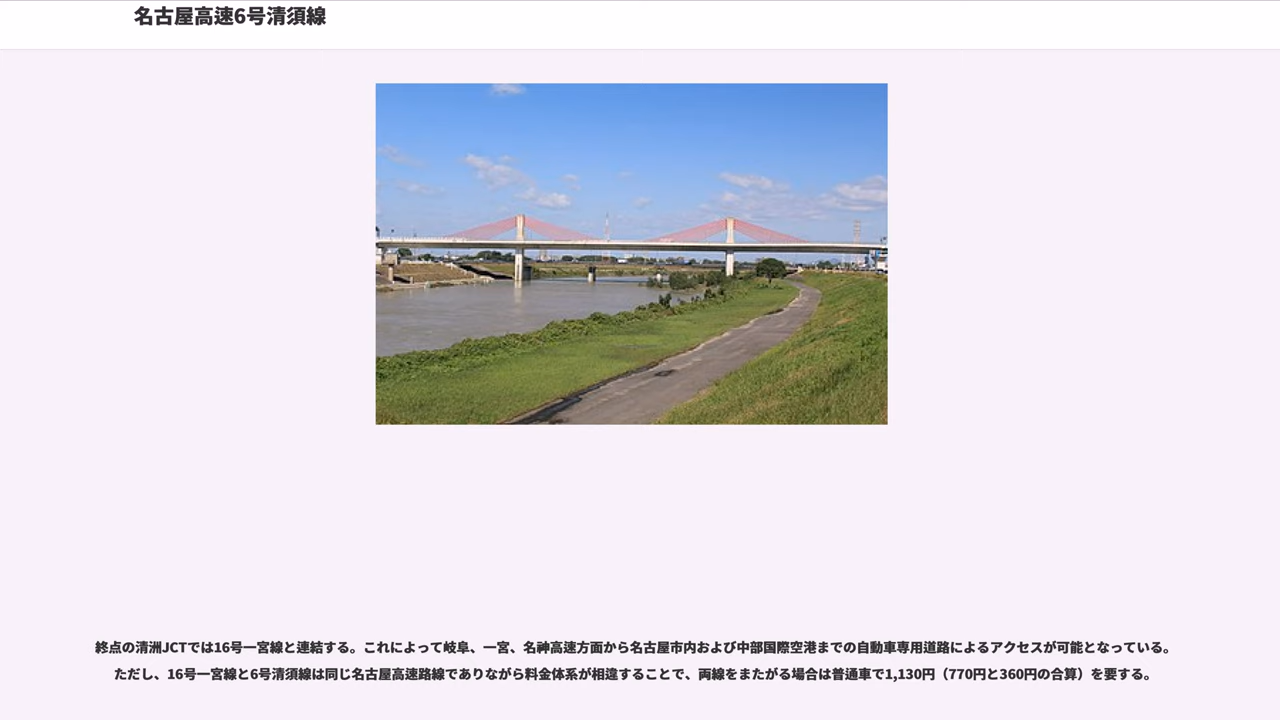 名古屋高速6号清須線
終点の清洲JCTでは16号一宮線と連結する。これによって岐阜、一宮、名神高速方面から名古屋市内および中部国際空港までの自動車専用道路によるアクセスが可能となっている。
ただし、16号一宮線と6号清須線は同じ名古屋高速路線でありながら料金体系が相違することで、両線をまたがる場合は普通車で1,130円（770円と360円の合算）を要する。